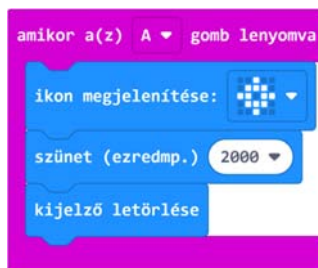 amikor a(z) A gomb lenyomva
ikon megjelenítése:
szünet (ezredmp.) 2000
kijelző letörlése